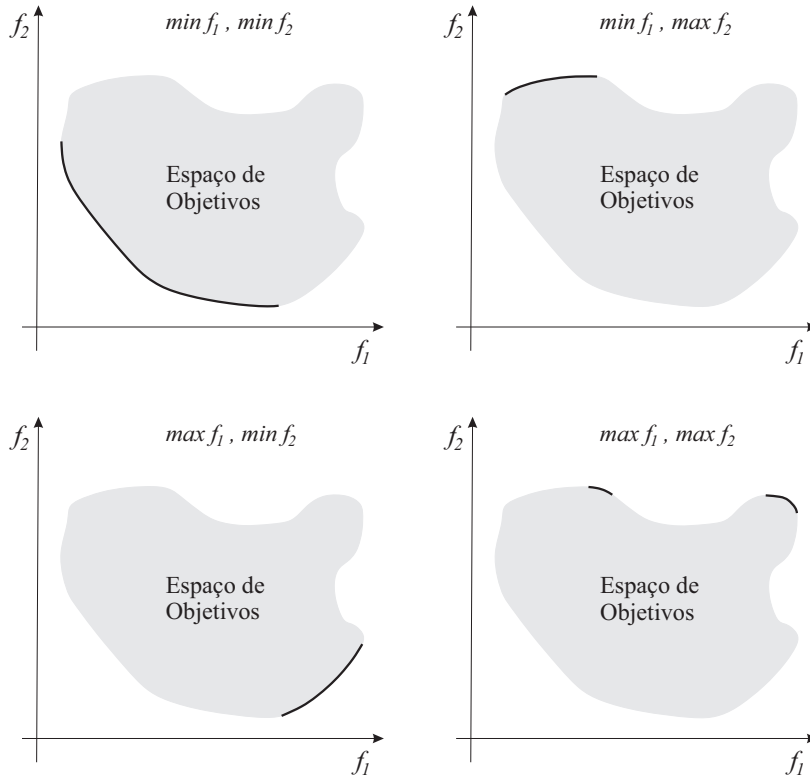 f2
min f1 , min f2
Espaço de
Objetivos
f1
f2
min f1 , max f2
Espaço de
Objetivos
f1
f2
max f1 , min f2
Espaço de
Objetivos
f1
f2
max f1 , max f2
Espaço de
Objetivos
f1